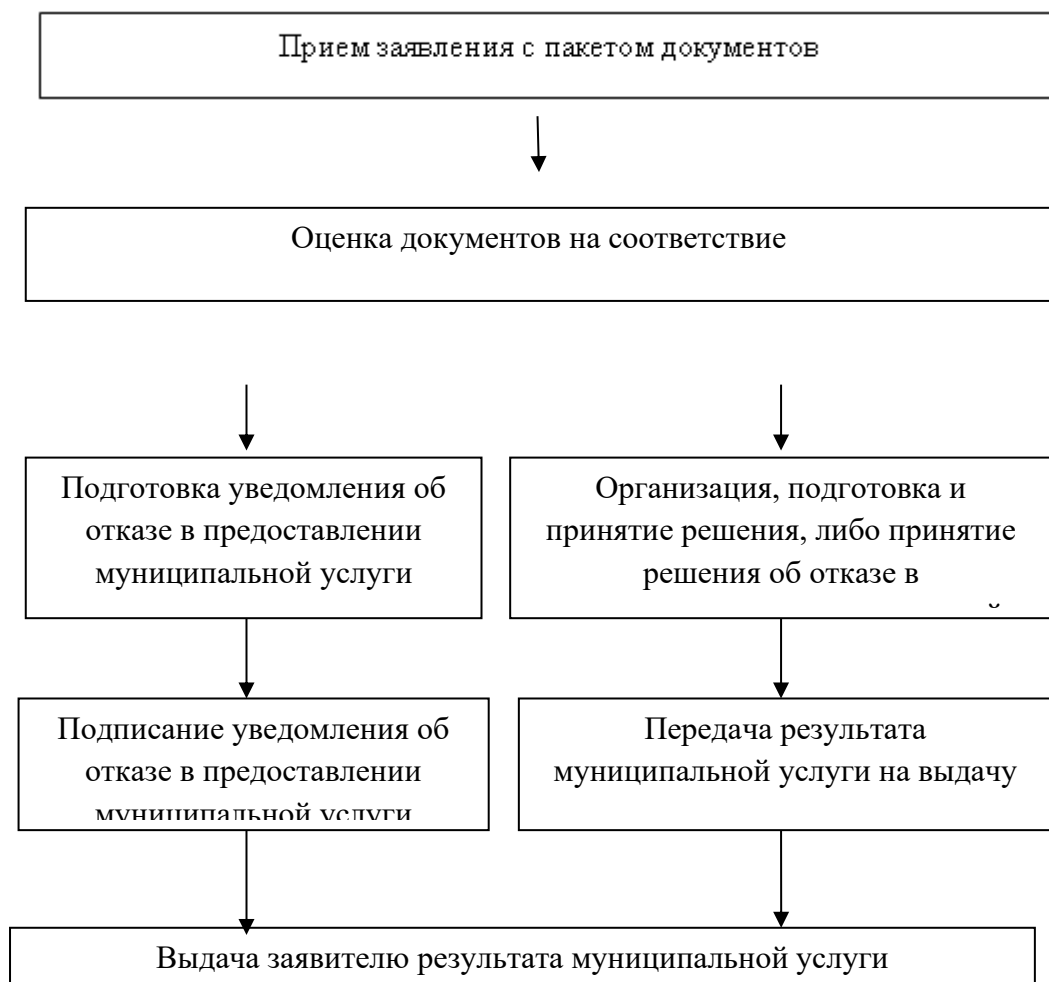 Прием заявления с пакетом документов
Оценка документов на соответствие
Подготовка уведомления об
отказе в предоставлении
муниципальной услуги
Организация, подготовка и
принятие решения, либо принятие
решения об отказе в
Подписание уведомления об
отказе в предоставлении
муниципальной услуги
Передача результата
муниципальной услуги на выдачу
Выдача заявителю результата муниципальной услуги